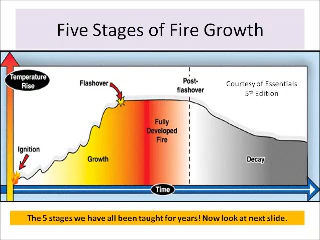 Five Stages of Fire Growth
Temperature
Rise
Flashover
Post-
flashover
Courtesy of Essentials
5th Edition
Ignition
Growth
Fully
Developed
Fire
Decay
Time
The 5 stages we have all been taught for years! Now look at next slide.